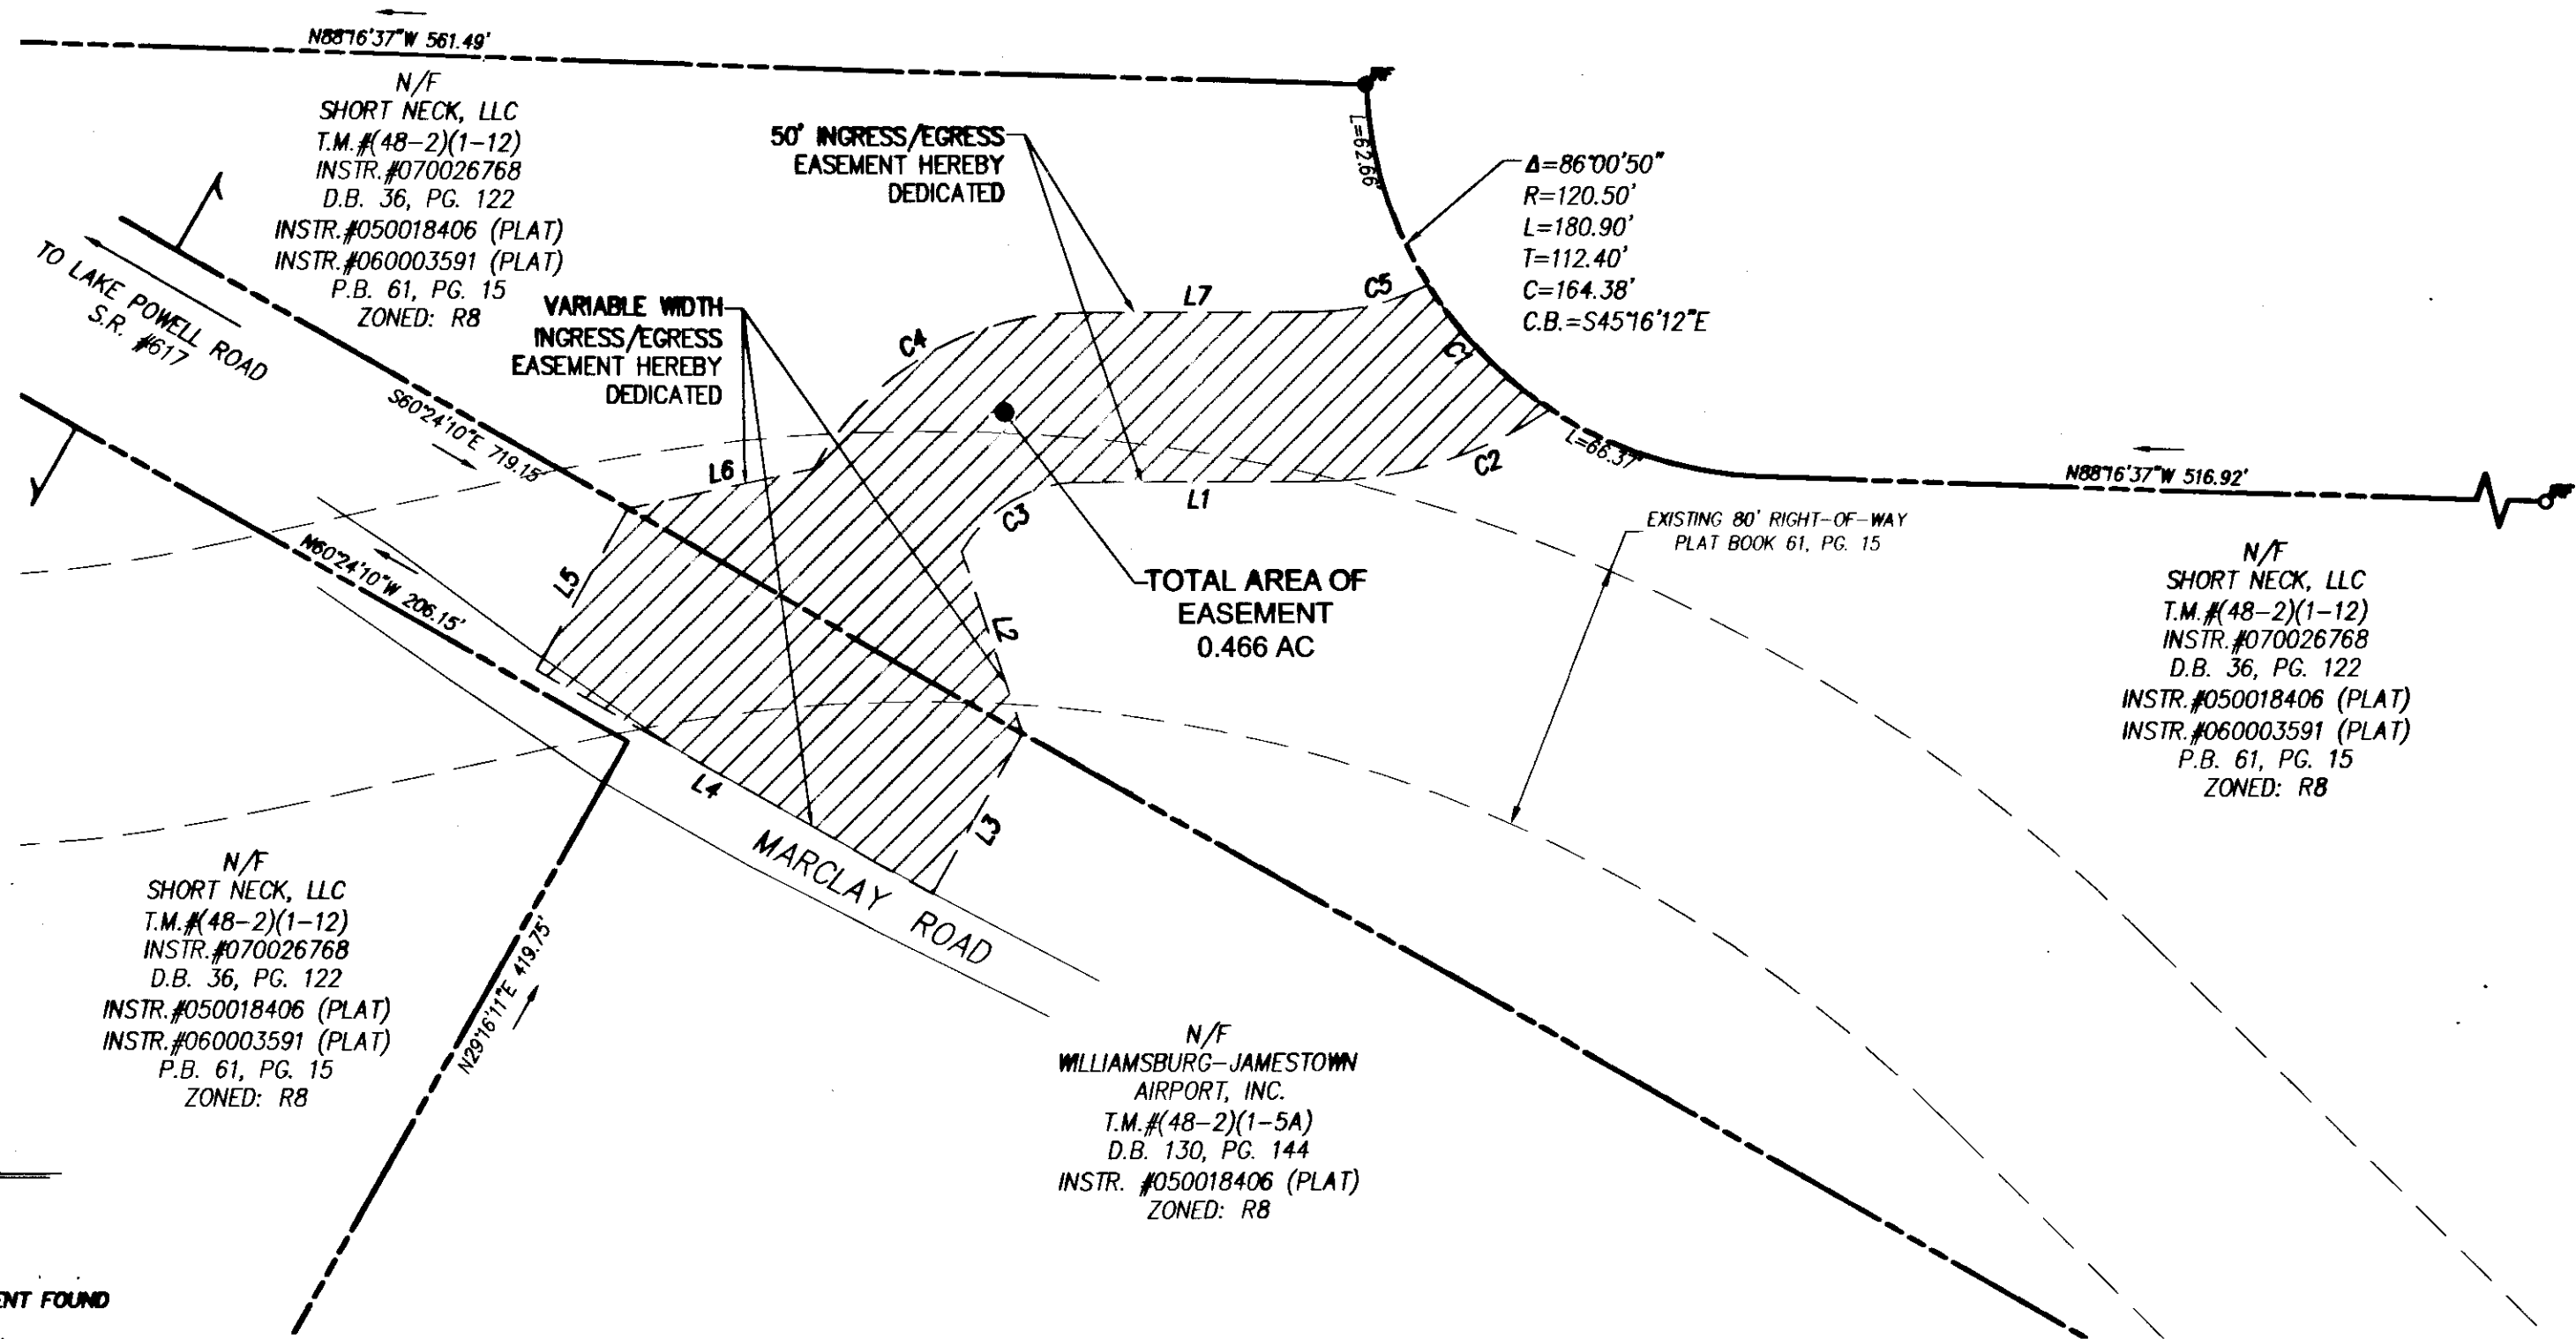 N88°16'37"W 561.49'
N/F
SHORT NECK, LLC
T.M.#(48-2)(1-12)
INSTR.#070026768
D.B. 36, PG. 122
INSTR.#050018406 (PLAT)
INSTR.#060003591 (PLAT)
P.B. 61, PG. 15
ZONED: R8
50' INGRESS/EGRESS
EASEMENT HEREBY
DEDICATED
L=62.66'
Δ=86°00'50"
R=120.50'
L=180.90'
T=112.40'
C=164.38'
C.B.=S45°16'12"E
TO LAKE POWELL ROAD
S.R. #617
VARIABLE WIDTH
INGRESS/EGRESS
EASEMENT HEREBY
DEDICATED
C4
L7
C5
C1
S60°24'10"E 719.15'
L6
L1
C2
C3
L=66.37'
N88°16'37"W 516.92'
N60°24'10"W 206.15'
L5
L2
L4
L3
TOTAL AREA OF
EASEMENT
0.466 AC
EXISTING 80' RIGHT-OF-WAY
PLAT BOOK 61, PG. 15
N/F
SHORT NECK, LLC
T.M.#(48-2)(1-12)
INSTR.#070026768
D.B. 36, PG. 122
INSTR.#050018406 (PLAT)
INSTR.#060003591 (PLAT)
P.B. 61, PG. 15
ZONED: R8
MARCLAY ROAD
N/F
SHORT NECK, LLC
T.M.#(48-2)(1-12)
INSTR.#070026768
D.B. 36, PG. 122
INSTR.#050018406 (PLAT)
INSTR.#060003591 (PLAT)
P.B. 61, PG. 15
ZONED: R8
N29°16'11"E 419.75'
N/F
WILLIAMSBURG-JAMESTOWN
AIRPORT, INC.
T.M.#(48-2)(1-5A)
D.B. 130, PG. 144
INSTR. #050018406 (PLAT)
ZONED: R8
ENT FOUND